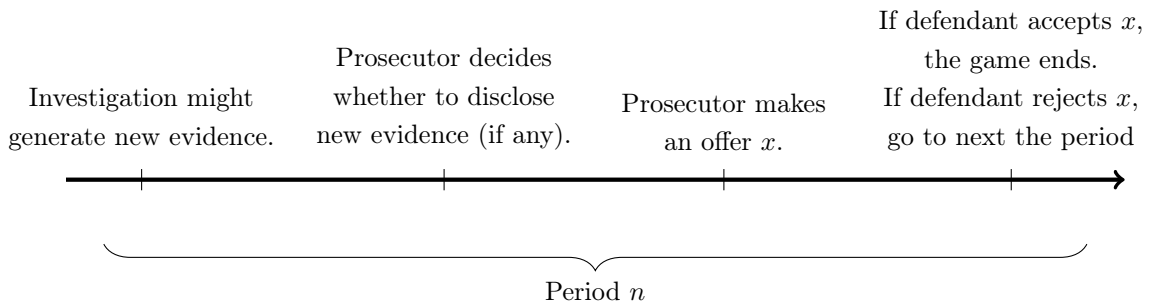 Investigation might
generate new evidence.
Prosecutor decides
whether to disclose
new evidence (if any).
Prosecutor makes
an offer x.
If defendant accepts x,
the game ends.
If defendant rejects x,
go to next the period
Period n